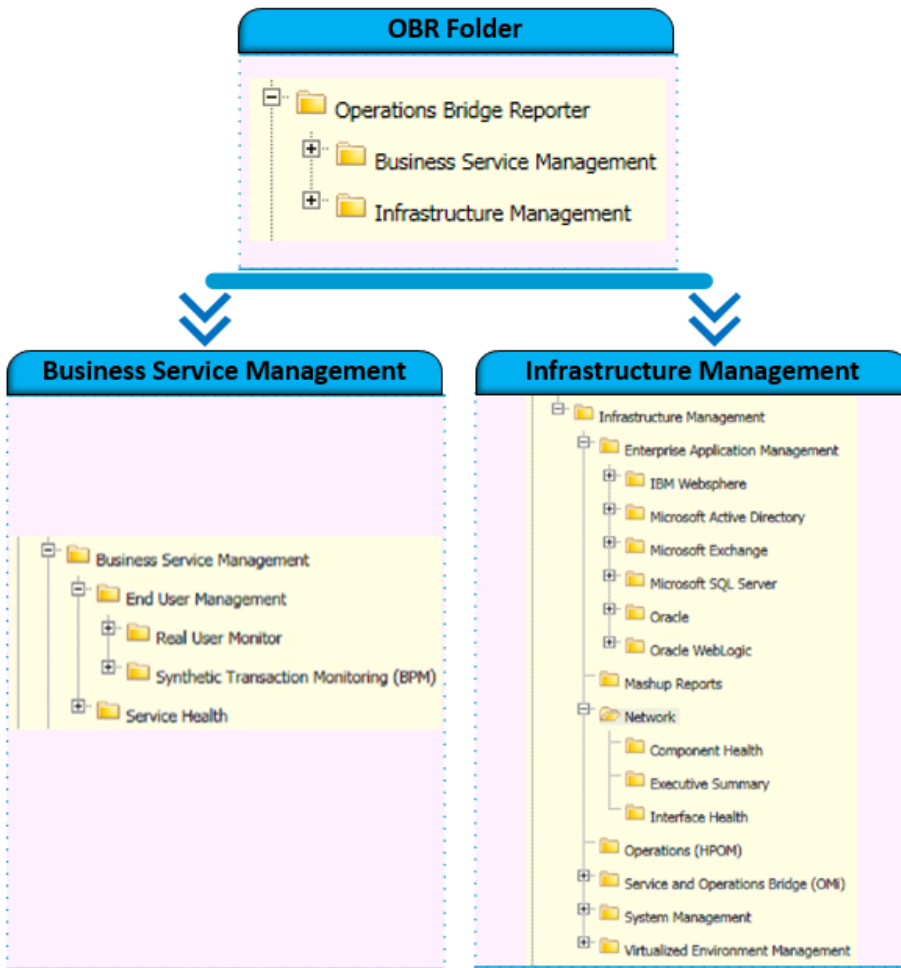 OBR Folder
Operations Bridge Reporter
Business Service Management
Infrastructure Management
Business Service Management
Business Service Management
End User Management
Real User Monitor
Synthetic Transaction Monitoring (BPM)
Service Health
Infrastructure Management
Infrastructure Management
Enterprise Application Management
IBM Websphere
Microsoft Active Directory
Microsoft Exchange
Microsoft SQL Server
Oracle
Oracle WebLogic
Mashup Reports
Network
Component Health
Executive Summary
Interface Health
Operations (HPOM)
Service and Operations Bridge (OMi)
System Management
Virtualized Environment Management